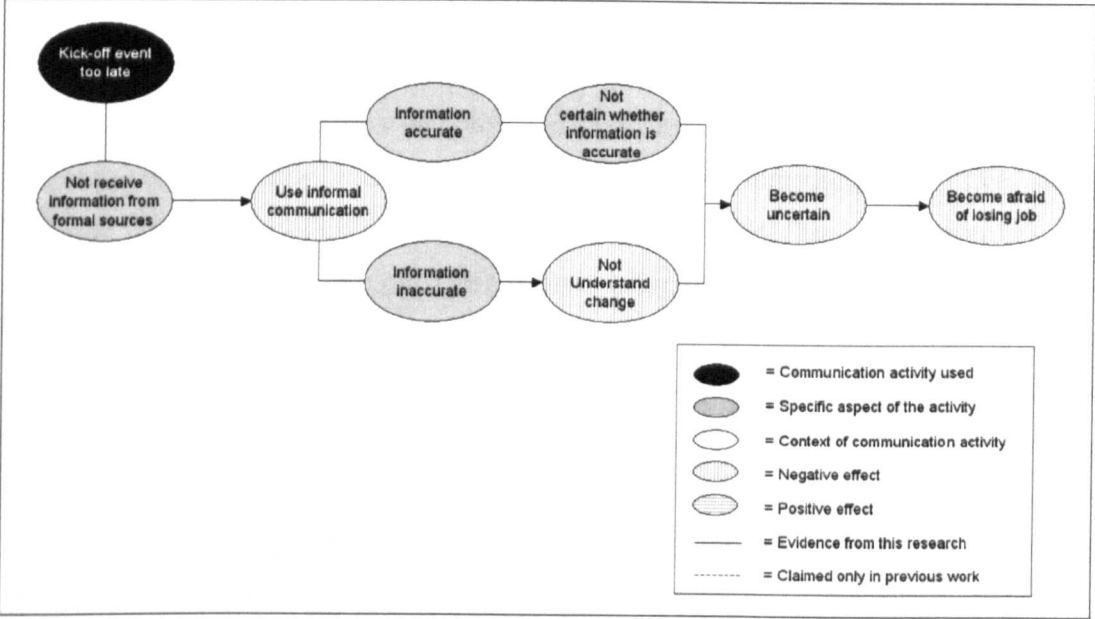 Kick-off event
too late
Not receive
information from
formal sources
Use informal
communication
Information
accurate
Not
certain whether
information is
accurate
Information
inaccurate
Not
Understand
change
Become
uncertain
Become afraid
of losing job
= Communication activity used
= Specific aspect of the activity
= Context of communication activity
= Negative effect
= Positive effect
= Evidence from this research
= Claimed only in previous work